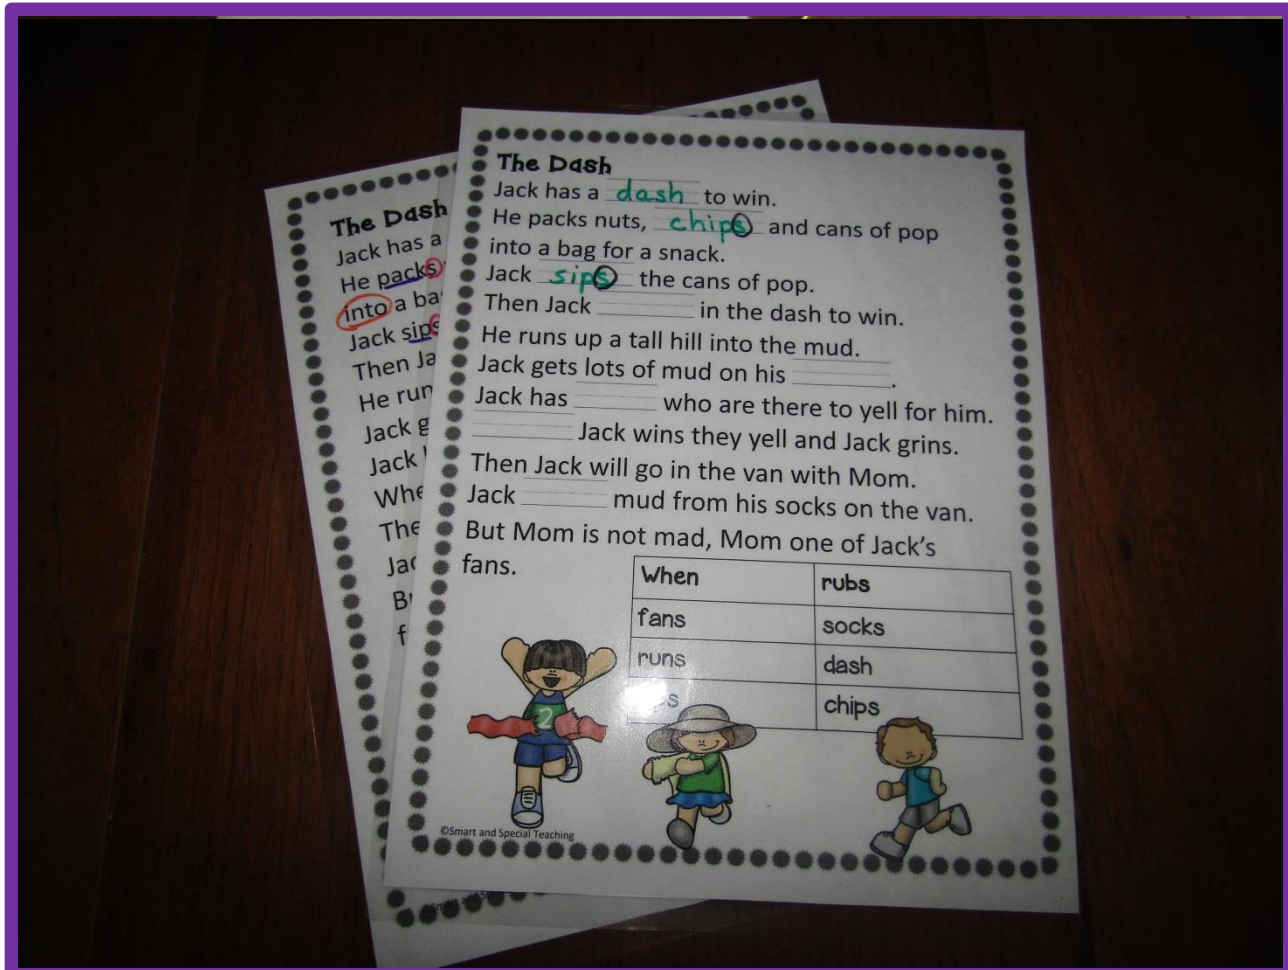 The Dash
Jack has a dash to win.
He packs nuts, chips and cans of pop
into a bag for a snack.
Jack sips the cans of pop.
Then Jack in the dash to win.
He runs up a tall hill into the mud.
Jack gets lots of mud on his .
Jack has who are there to yell for him.
Jack wins they yell and Jack grins.
Then Jack will go in the van with Mom.
Jack mud from his socks on the van.
But Mom is not mad, Mom one of Jack's
fans.
When rubs
fans socks
runs dash
chips
©Smart and Special Teaching
The Dash
Jack has a
He packs
into a ba
Jack sips
Then Ja
He run
Jack g
Jack
Whe
The
Jac
B
f